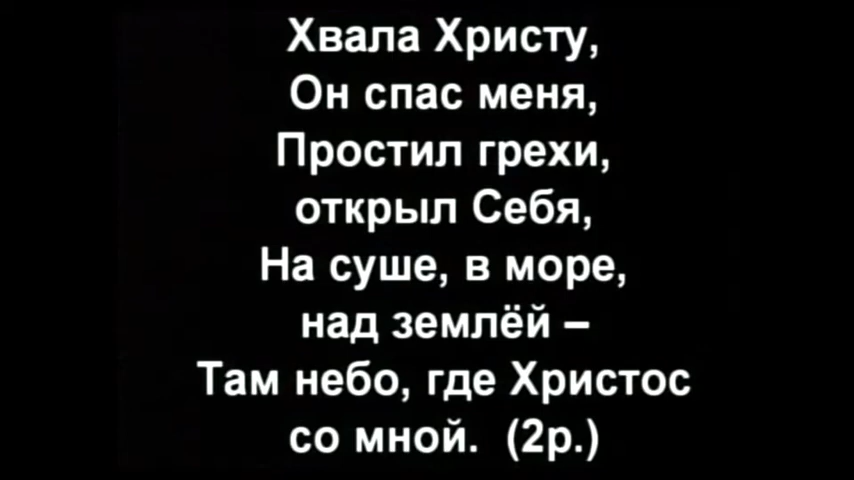 Хвала Христу,
Он спас меня,
Простил грехи,
открыл Себя,
На суше, в море,
над землёй –
Там небо, где Христос
со мной. (2р.)